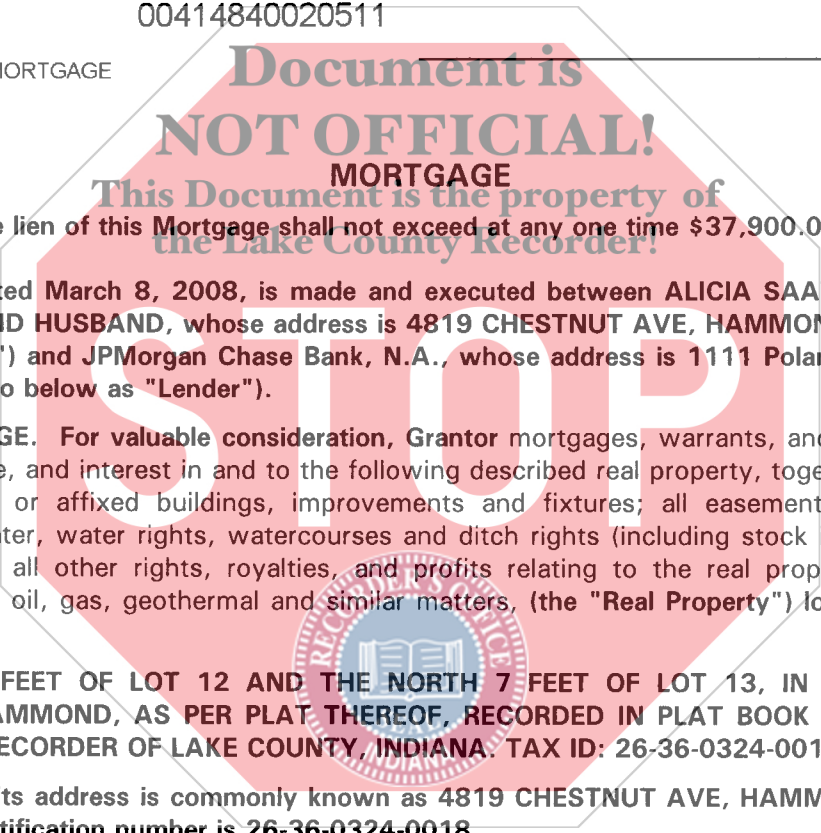 00414840020511
MORTGAGE
Document is
NOT OFFICIAL!
MORTGAGE
This Document is the property of
the Lake County Recorder!
e lien of this Mortgage shall not exceed at any one time $37,900.0
ted March 8, 2008, is made and executed between ALICIA SAA
ND HUSBAND, whose address is 4819 CHESTNUT AVE, HAMMON
") and JPMorgan Chase Bank, N.A., whose address is 1111 Polar
o below as "Lender").
STOP
GE. For valuable consideration, Grantor mortgages, warrants, and
e, and interest in and to the following described real property, toge
or affixed buildings, improvements and fixtures; all easement
ter, water rights, watercourses and ditch rights (including stock
all other rights, royalties, and profits relating to the real prop
oil, gas, geothermal and similar matters, (the "Real Property") lo
RECORDER'S OFFICE
SEAL
INDIANA
FEET OF LOT 12 AND THE NORTH 7 FEET OF LOT 13, IN
AMMOND, AS PER PLAT THEREOF, RECORDED IN PLAT BOOK
RECORDER OF LAKE COUNTY, INDIANA. TAX ID: 26-36-0324-001
ts address is commonly known as 4819 CHESTNUT AVE, HAMM
tification number is 26-36-0324-0018